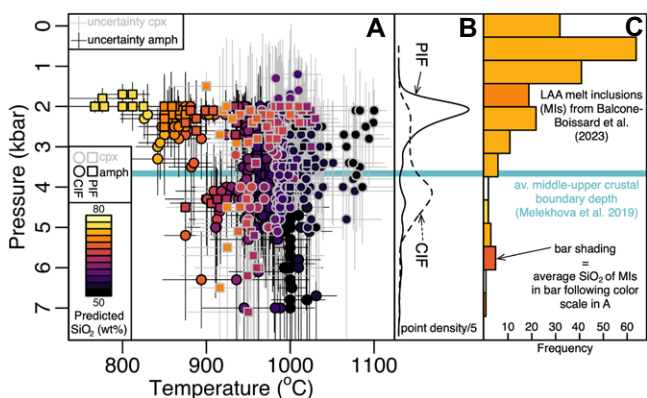 A
B
C
uncertainty cpx
uncertainty amph
0
1
2
3
4
5
6
7
Pressure (kbar)
cpx
amph
CIF
PIF
80
50
Predicted
SiO2 (wt%)
800
900
1000
1100
Temperature (°C)
PIF
CIF
point density/5
LAA melt inclusions
(MIs) from Balcone-
Boissard et al.
(2023)
av. middle-upper crustal
boundary depth
(Melekhova et al. 2019)
bar shading
=
average SiO2 of MIs
in bar following color
scale in A
10
20
30
40
50
60
Frequency